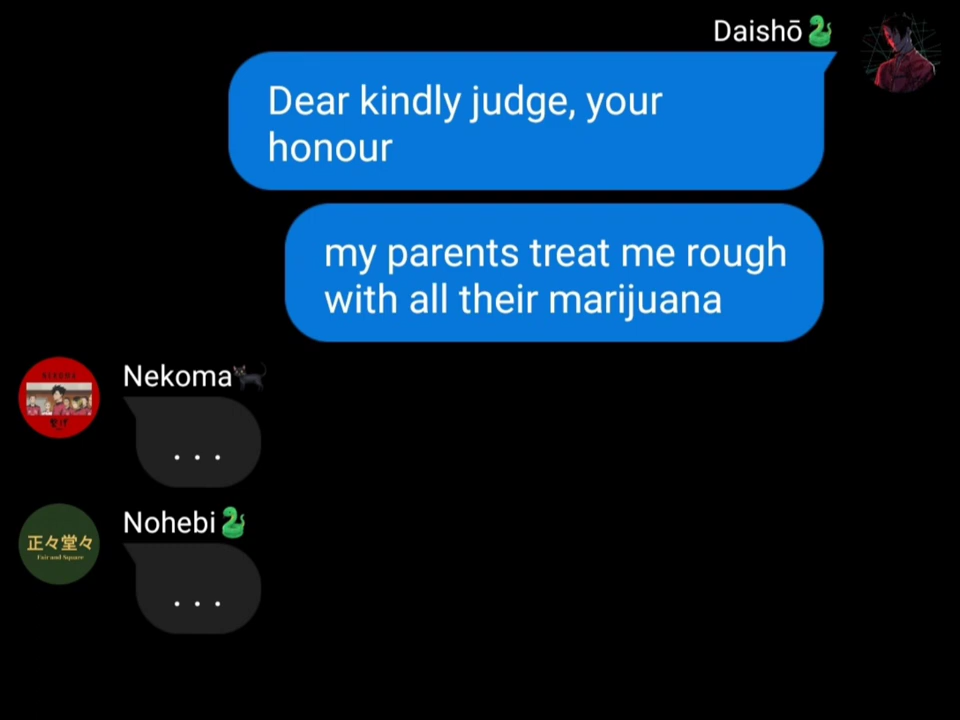 Daishō🐍
Dear kindly judge, your
honour
my parents treat me rough
with all their marijuana
Nekoma🐈‍⬛
NEKOMA
. . .
Nohebi🐍
正々堂々
Fair and Square
. . .